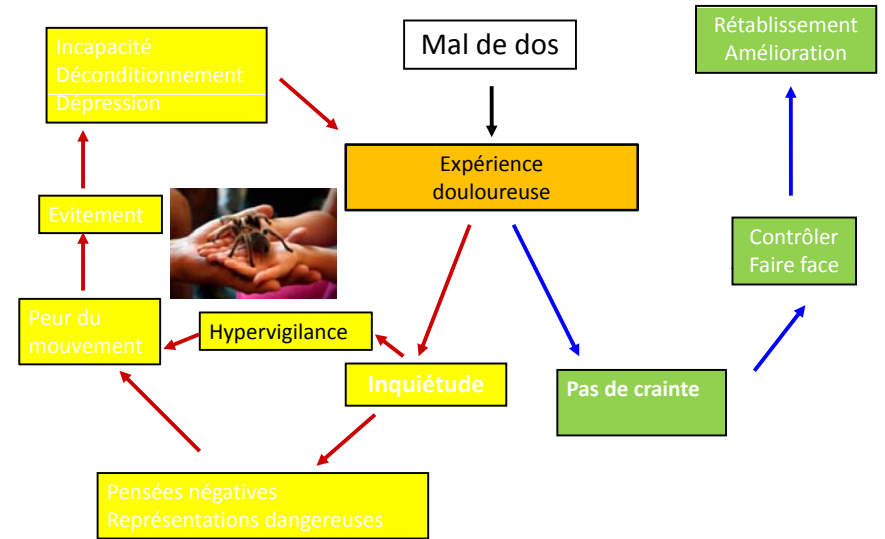 Mal de dos
Expérience
douloureuse
Inquiétude
Hypervigilance
Pensées négatives
Représentations dangereuses
Peur du
mouvement
Evitement
Incapacité
Déconditionnement
Dépression
Pas de crainte
Contrôler
Faire face
Rétablissement
Amélioration